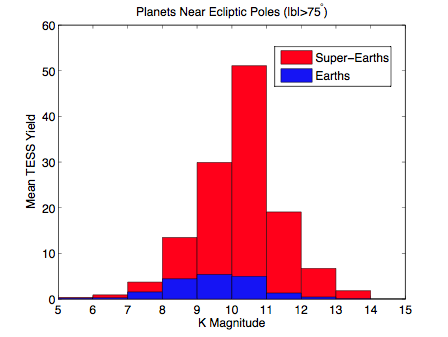 Planets Near Ecliptic Poles (|b|>75°)
60
50
40
30
20
10
0
Mean TESS Yield
Super-Earths
Earths
5 6 7 8 9 10 11 12 13 14 15
K Magnitude